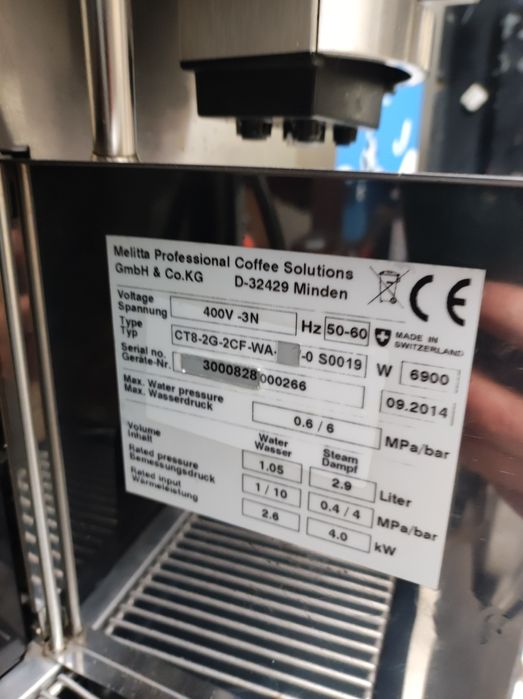 Melitta Professional Coffee Solutions
GmbH & Co.KG D-32429 Minden
CE
Voltage
Spannung 400V -3N Hz 50-60 MADE IN
SWITZERLAND
Type
Typ CT8-2G-2CF-WA- -0 S0019 W 6900
Serial no.
Geräte-Nr. 3000828 000266 09.2014
Max. Water pressure
Max. Wasserdruck 0.6 / 6 MPa/bar
Volume Water Steam
Inhalt Wasser Dampf
1.05 2.9 Liter
Rated pressure
Bemessungsdruck 1 / 10 0.4 / 4 MPa/bar
Rated input
Wärmeleistung 2.6 4.0 kW